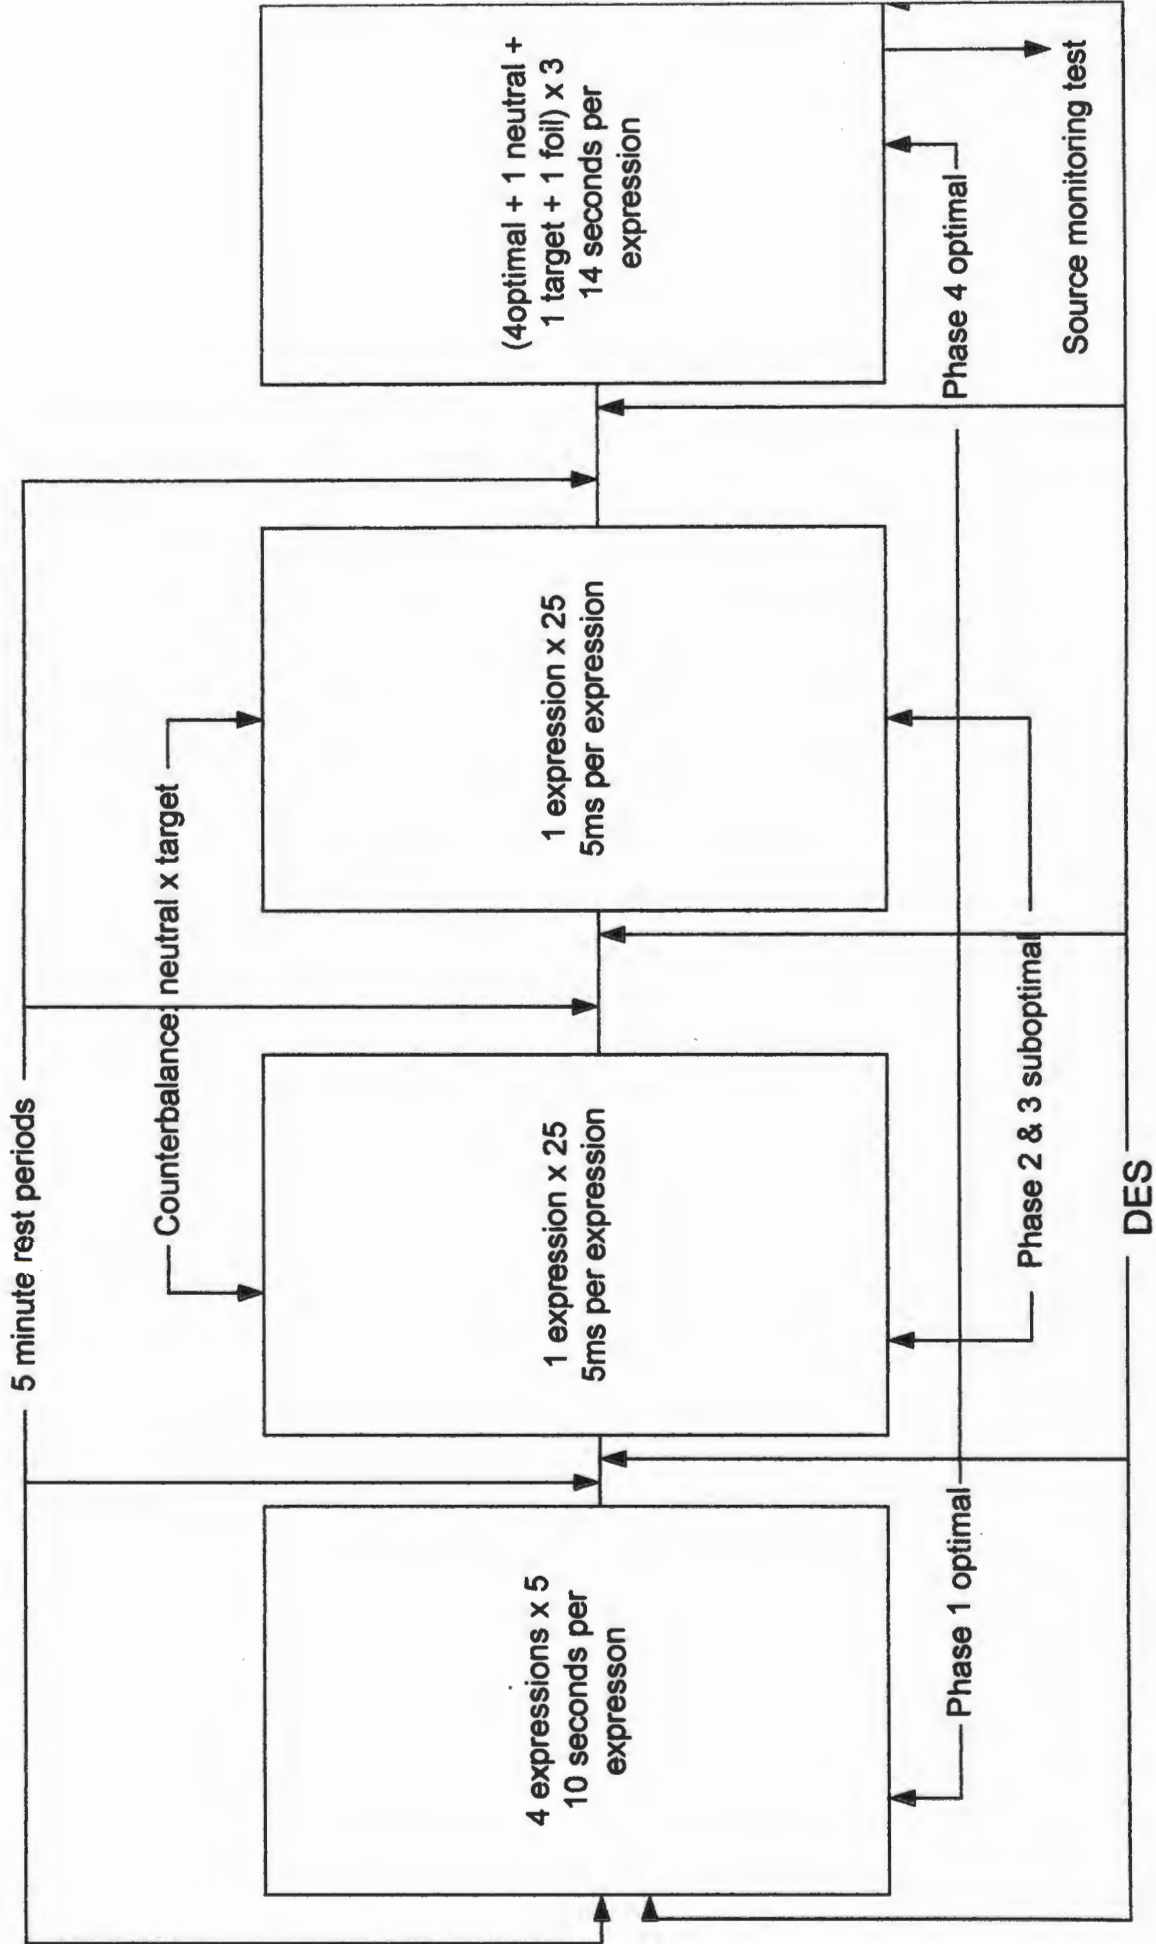 5 minute rest periods
Counterbalance: neutral x target
4 expressions x 5
10 seconds per
expresson
1 expression x 25
5ms per expression
1 expression x 25
5ms per expression
(4optimal + 1 neutral +
1 target + 1 foil) x 3
14 seconds per
expression
Phase 1 optimal
Phase 4 optimal
Phase 2 & 3 suboptimal
Source monitoring test
DES